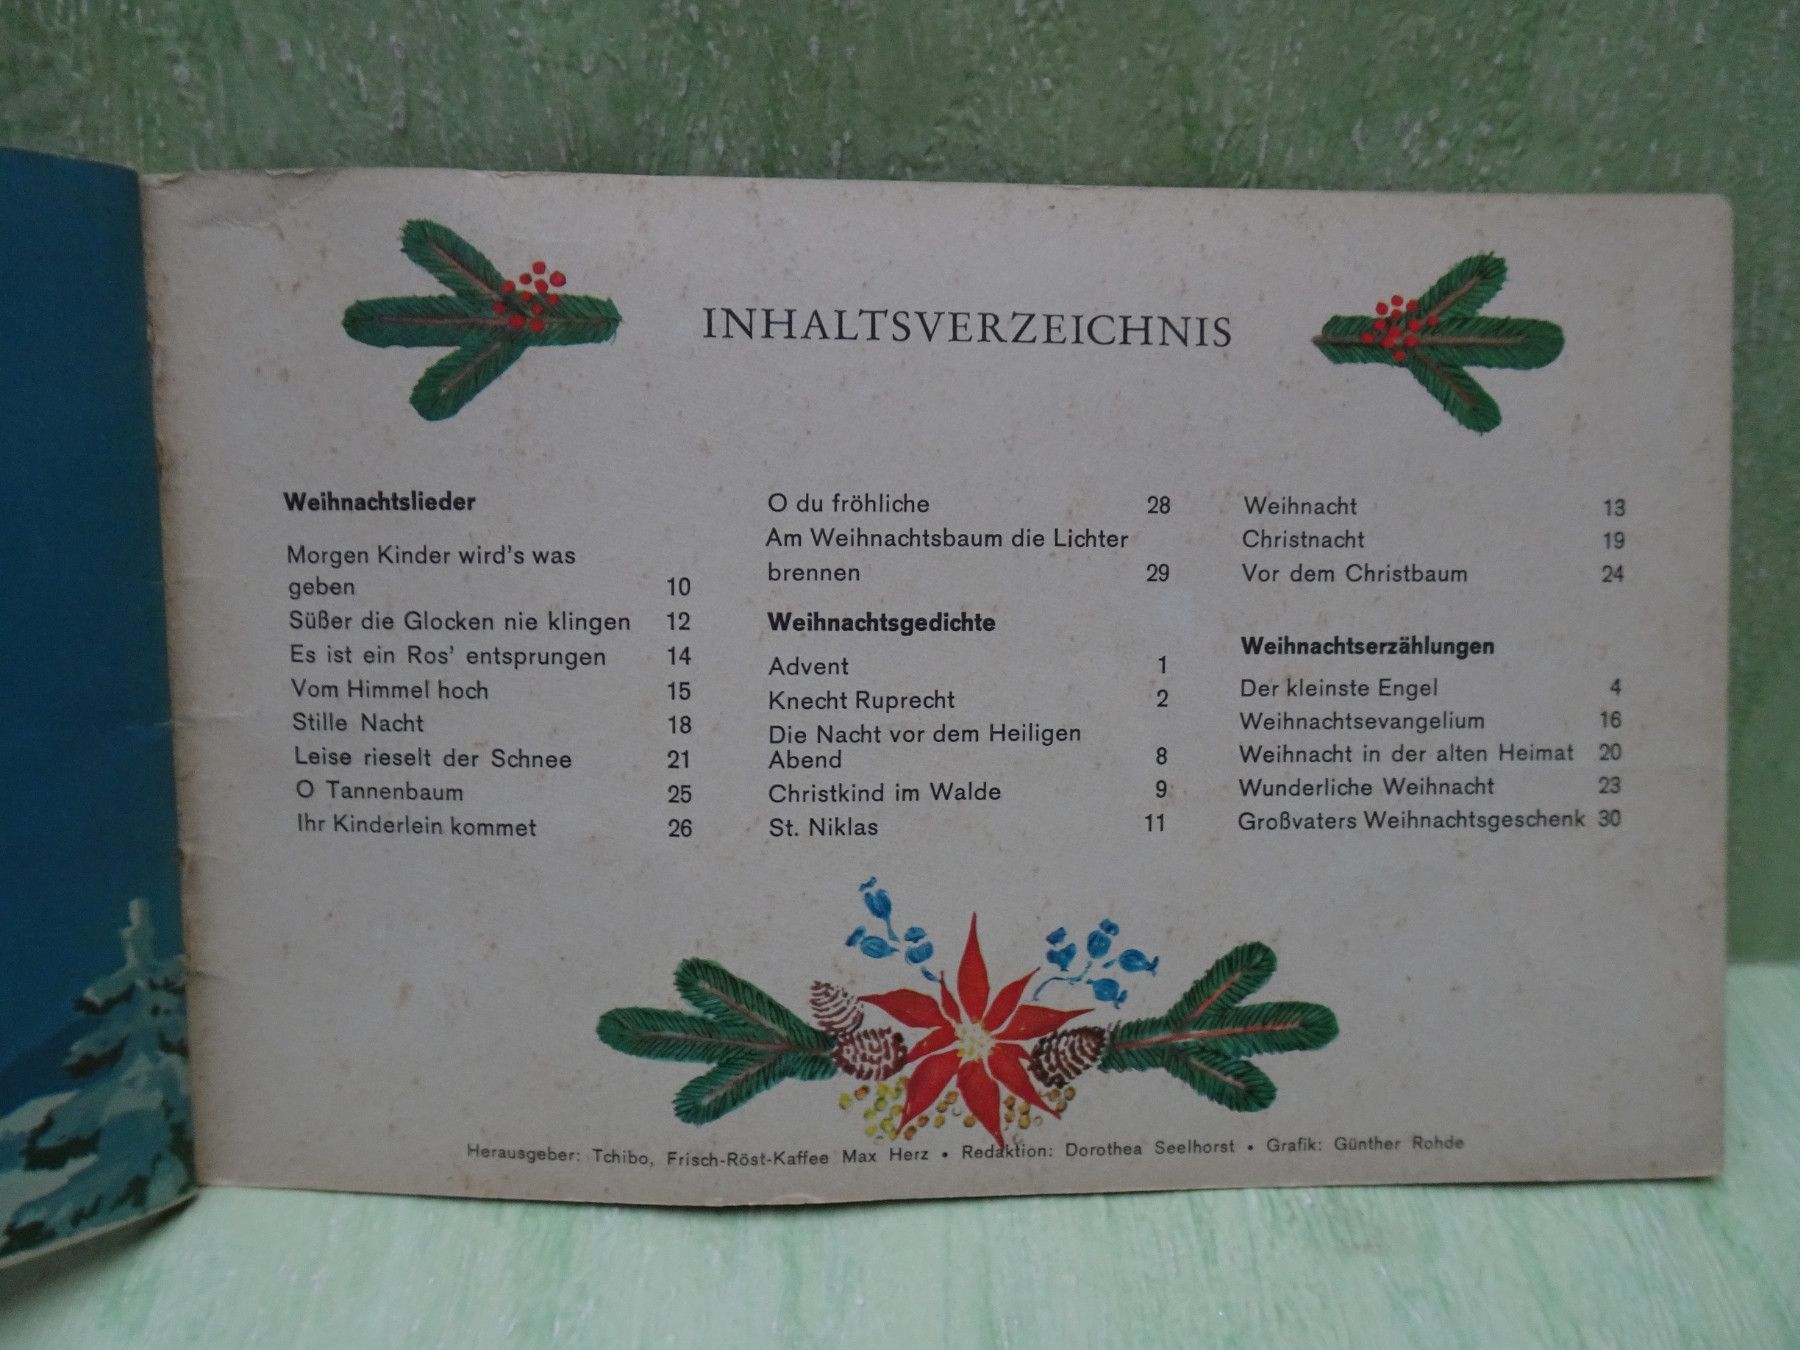 INHALTSVERZEICHNIS
Weihnachtslieder
Morgen Kinder wird's was
geben 10
Süßer die Glocken nie klingen 12
Es ist ein Ros' entsprungen 14
Vom Himmel hoch 15
Stille Nacht 18
Leise rieselt der Schnee 21
O Tannenbaum 25
Ihr Kinderlein kommet 26
O du fröhliche 28
Am Weihnachtsbaum die Lichter
brennen 29
Weihnachtsgedichte
Advent 1
Knecht Ruprecht 2
Die Nacht vor dem Heiligen
Abend 8
Christkind im Walde 9
St. Niklas 11
Weihnacht 13
Christnacht 19
Vor dem Christbaum 24
Weihnachtserzählungen
Der kleinste Engel 4
Weihnachtsevangelium 16
Weihnacht in der alten Heimat 20
Wunderliche Weihnacht 23
Großvaters Weihnachtsgeschenk 30
Herausgeber: Tchibo, Frisch-Röst-Kaffee Max Herz • Redaktion: Dorothea Seelhorst • Grafik: Günther Rohde